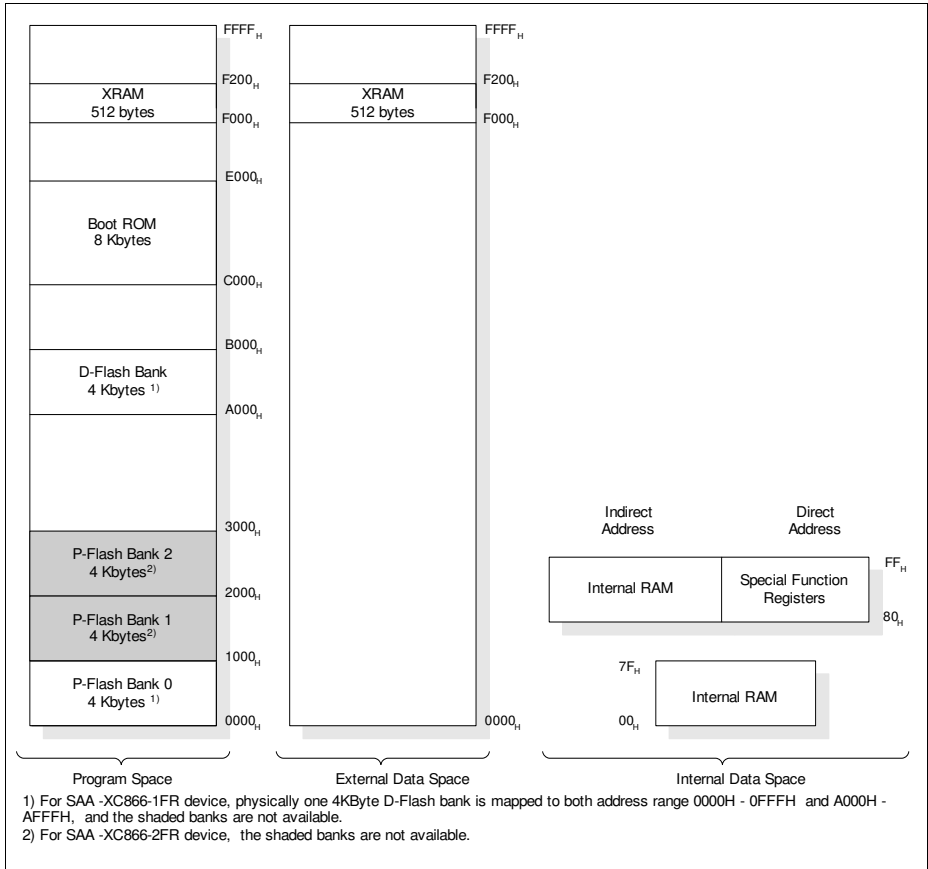 FFFFH
F200H
XRAM
512 bytes
F000H
E000H
Boot ROM
8 Kbytes
C000H
B000H
D-Flash Bank
4 Kbytes 1)
A000H
3000H
P-Flash Bank 2
4 Kbytes2)
2000H
P-Flash Bank 1
4 Kbytes2)
1000H
P-Flash Bank 0
4 Kbytes 1)
0000H
Program Space
FFFFH
F200H
XRAM
512 bytes
F000H
0000H
External Data Space
Indirect
Address
Direct
Address
Internal RAM
Special Function
Registers
FFH
80H
7FH
Internal RAM
00H
Internal Data Space
1) For SAA -XC866-1FR device, physically one 4KByte D-Flash bank is mapped to both address range 0000H - 0FFFH and A000H -
AFFFH, and the shaded banks are not available.
2) For SAA -XC866-2FR device, the shaded banks are not available.